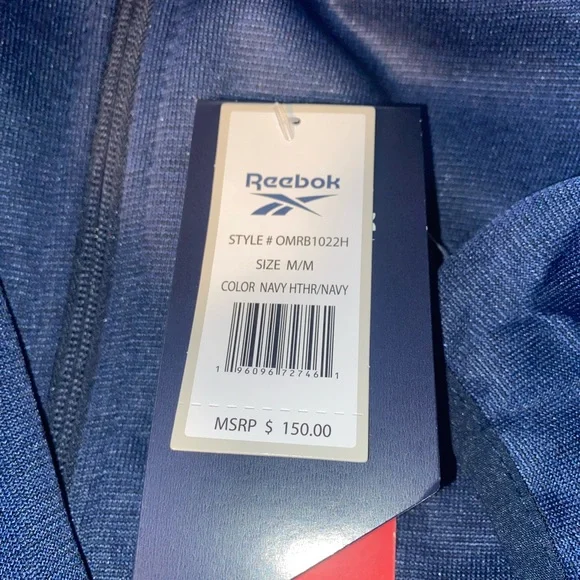 Reebok
STYLE # OMRB1022H
SIZE M/M
COLOR NAVY HTHR/NAVY
1 96096 72746 1
MSRP $ 150.00